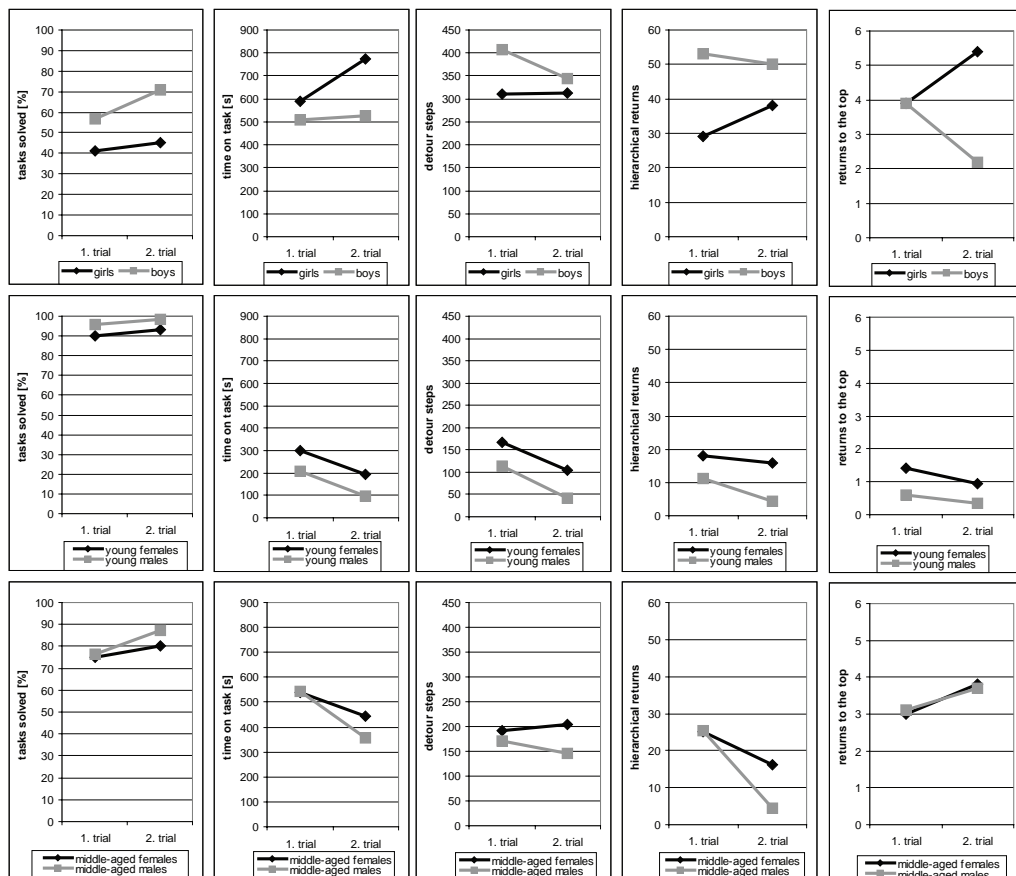 tasks solved [%]
100
90
80
70
60
50
40
30
20
10
0
1. trial 2. trial
girls boys
time on task [s]
900
800
700
600
500
400
300
200
100
0
1. trial 2. trial
girls boys
detour steps
450
400
350
300
250
200
150
100
50
0
1. trial 2. trial
girls boys
hierarchical returns
60
50
40
30
20
10
0
1. trial 2. trial
girls boys
returns to the top
6
5
4
3
2
1
0
1. trial 2. trial
girls boys
tasks solved [%]
100
90
80
70
60
50
40
30
20
10
0
1. trial 2. trial
young females
young males
time on task [s]
900
800
700
600
500
400
300
200
100
0
1. trial 2. trial
young females
young males
detour steps
450
400
350
300
250
200
150
100
50
0
1. trial 2. trial
young females
young males
hierarchical returns
60
50
40
30
20
10
0
1. trial 2. trial
young females
young males
returns to the top
6
5
4
3
2
1
0
1. trial 2. trial
young females
young males
tasks solved [%]
100
90
80
70
60
50
40
30
20
10
0
1. trial 2. trial
middle-aged females
middle-aged males
time on task [s]
900
800
700
600
500
400
300
200
100
0
1. trial 2. trial
middle-aged females
middle-aged males
detour steps
450
400
350
300
250
200
150
100
50
0
1. trial 2. trial
middle-aged females
middle-aged males
hierarchical returns
60
50
40
30
20
10
0
1. trial 2. trial
middle-aged females
middle-aged males
returns to the top
6
5
4
3
2
1
0
1. trial 2. trial
middle-aged females
middle-aged males